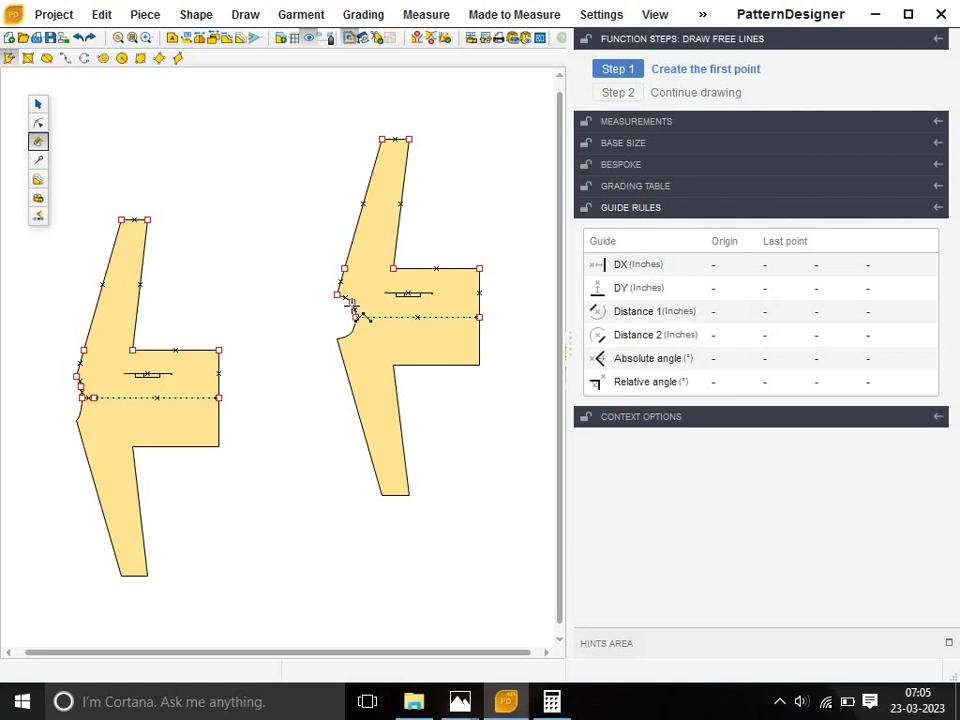 PD Project Edit Piece Shape Draw Garment Grading Measure Made to Measure Settings View » PatternDesigner
FUNCTION STEPS: DRAW FREE LINES
Step 1 Create the first point
Step 2 Continue drawing
MEASUREMENTS
BASE SIZE
BESPOKE
GRADING TABLE
GUIDE RULES
Guide Origin Last point
DX (Inches) - - -
DY (Inches) - - -
Distance 1 (Inches) - - -
Distance 2 (Inches) - - -
Absolute angle (°) - - -
Relative angle (°) - - -
CONTEXT OPTIONS
HINTS AREA
I'm Cortana. Ask me anything.
PD
07:05
23-03-2023